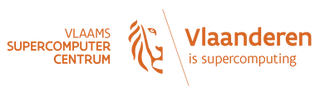 VLAAMS
SUPERCOMPUTER
CENTRUM
Vlaanderen
is supercomputing